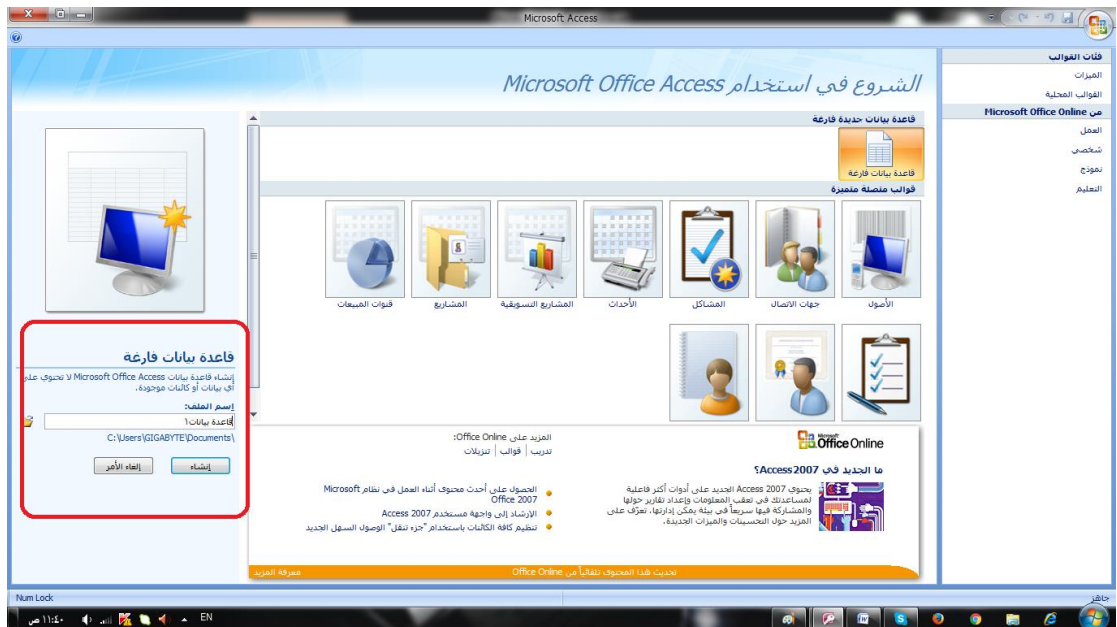 Microsoft Access
فئات القوالب
الميزات
القوالب المحلية
من Microsoft Office Online
العمل
شخصي
نموذج
التعليم
الشروع في استخدام Microsoft Office Access
قاعدة بيانات جديدة فارغة
قاعدة بيانات فارغة
قوالب متصلة متميزة
الأصول
جهات الاتصال
المشاكل
الأحداث
المشاريع التسويقية
المشاريع
قنوات المبيعات
قاعدة بيانات فارغة
إنشاء قاعدة بيانات Microsoft Office Access لا تحتوي على
أي بيانات أو كائنات موجودة.
إسم الملف:
قاعدة بيانات١
C:\Users\GIGABYTE\Documents\
إنشاء
إلغاء الأمر
Microsoft Office Online
ما الجديد في Access 2007؟
يحتوي Access 2007 الجديد على أدوات أكثر فاعلية
لمساعدتك في تعقب المعلومات وإعداد تقارير حولها
والمشاركة فيها سريعاً في بيئة يمكن إدارتها. تعرّف على
المزيد حول التحسينات والميزات الجديدة.
المزيد على Office Online:
تدريب | قوالب | تنزيلات
الحصول على أحدث محتوى أثناء العمل في نظام Microsoft
Office 2007
الإرشاد إلى واجهة مستخدم Access 2007
تنظيم كافة الكائنات باستخدام "جزء تنقل" الوصول السهل الجديد
تحديث هذا المحتوى تلقائياً من Office Online
معرفة المزيد
جاهز
Num Lock
EN
١١:٤٠ ص